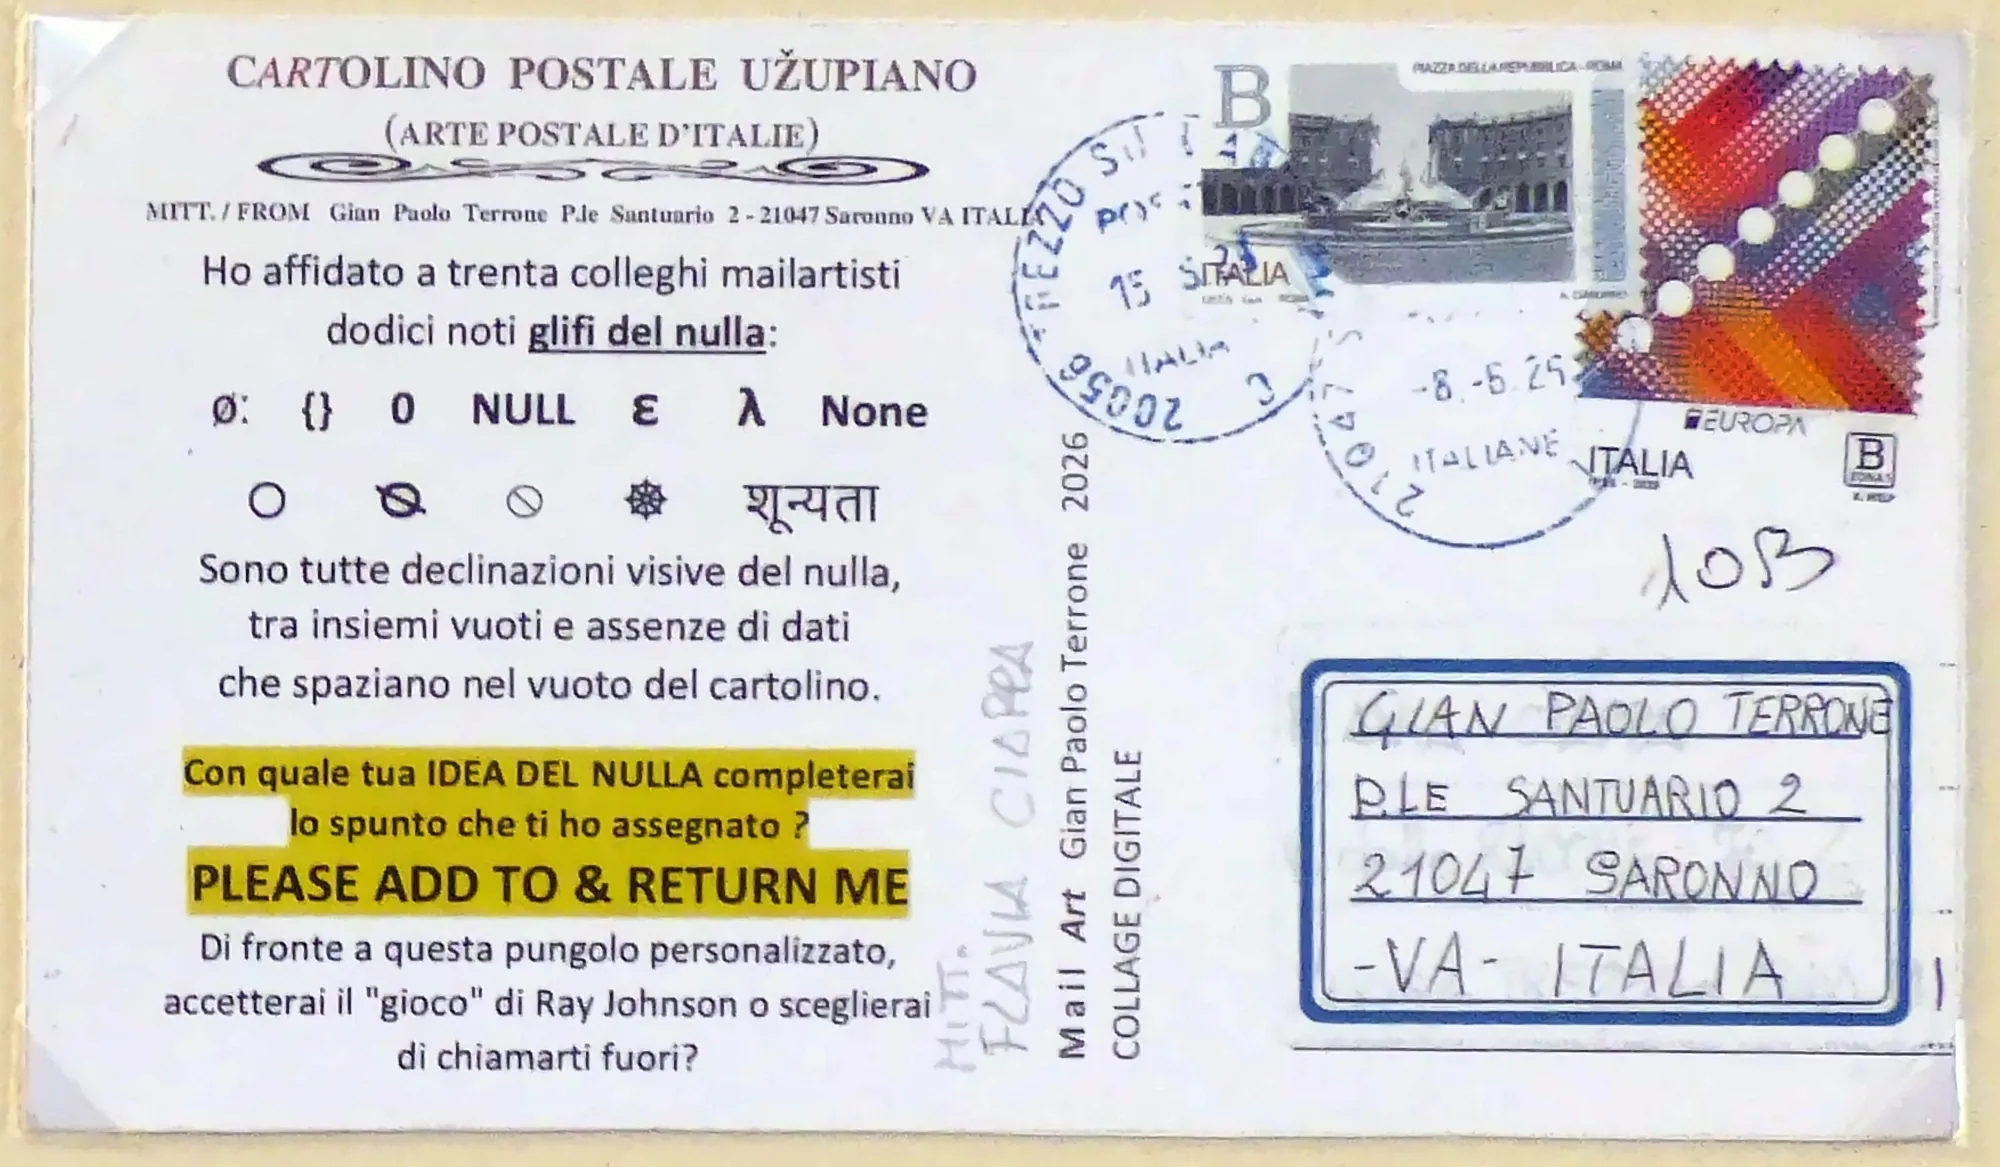 CARTOLINO POSTALE UŽUPIANO
(ARTE POSTALE D'ITALIE)
MITT. / FROM Gian Paolo Terrone P.le Santuario 2 - 21047 Saronno VA ITALIA
Ho affidato a trenta colleghi mailartisti
dodici noti glifi del nulla:
ø: {} 0 NULL ε λ None
शून्यता
Sono tutte declinazioni visive del nulla,
tra insiemi vuoti e assenze di dati
che spaziano nel vuoto del cartolino.
Con quale tua IDEA DEL NULLA completerai
lo spunto che ti ho assegnato ?
PLEASE ADD TO & RETURN ME
Di fronte a questa pungolo personalizzato,
accetterai il "gioco" di Ray Johnson o sceglierai
di chiamarti fuori?
MITT.
FLAVIA CIAPPA
Mail Art Gian Paolo Terrone 2026
COLLAGE DIGITALE
B
PIAZZA DELLA REPUBBLICA - ROMA
ITALIA
20056 TREZZO
15
ITALIA
21047
ITALIANE
EUROPA
ITALIA
B
10B
GIAN PAOLO TERRONE
P.LE SANTUARIO 2
21047 SARONNO
-VA- ITALIA